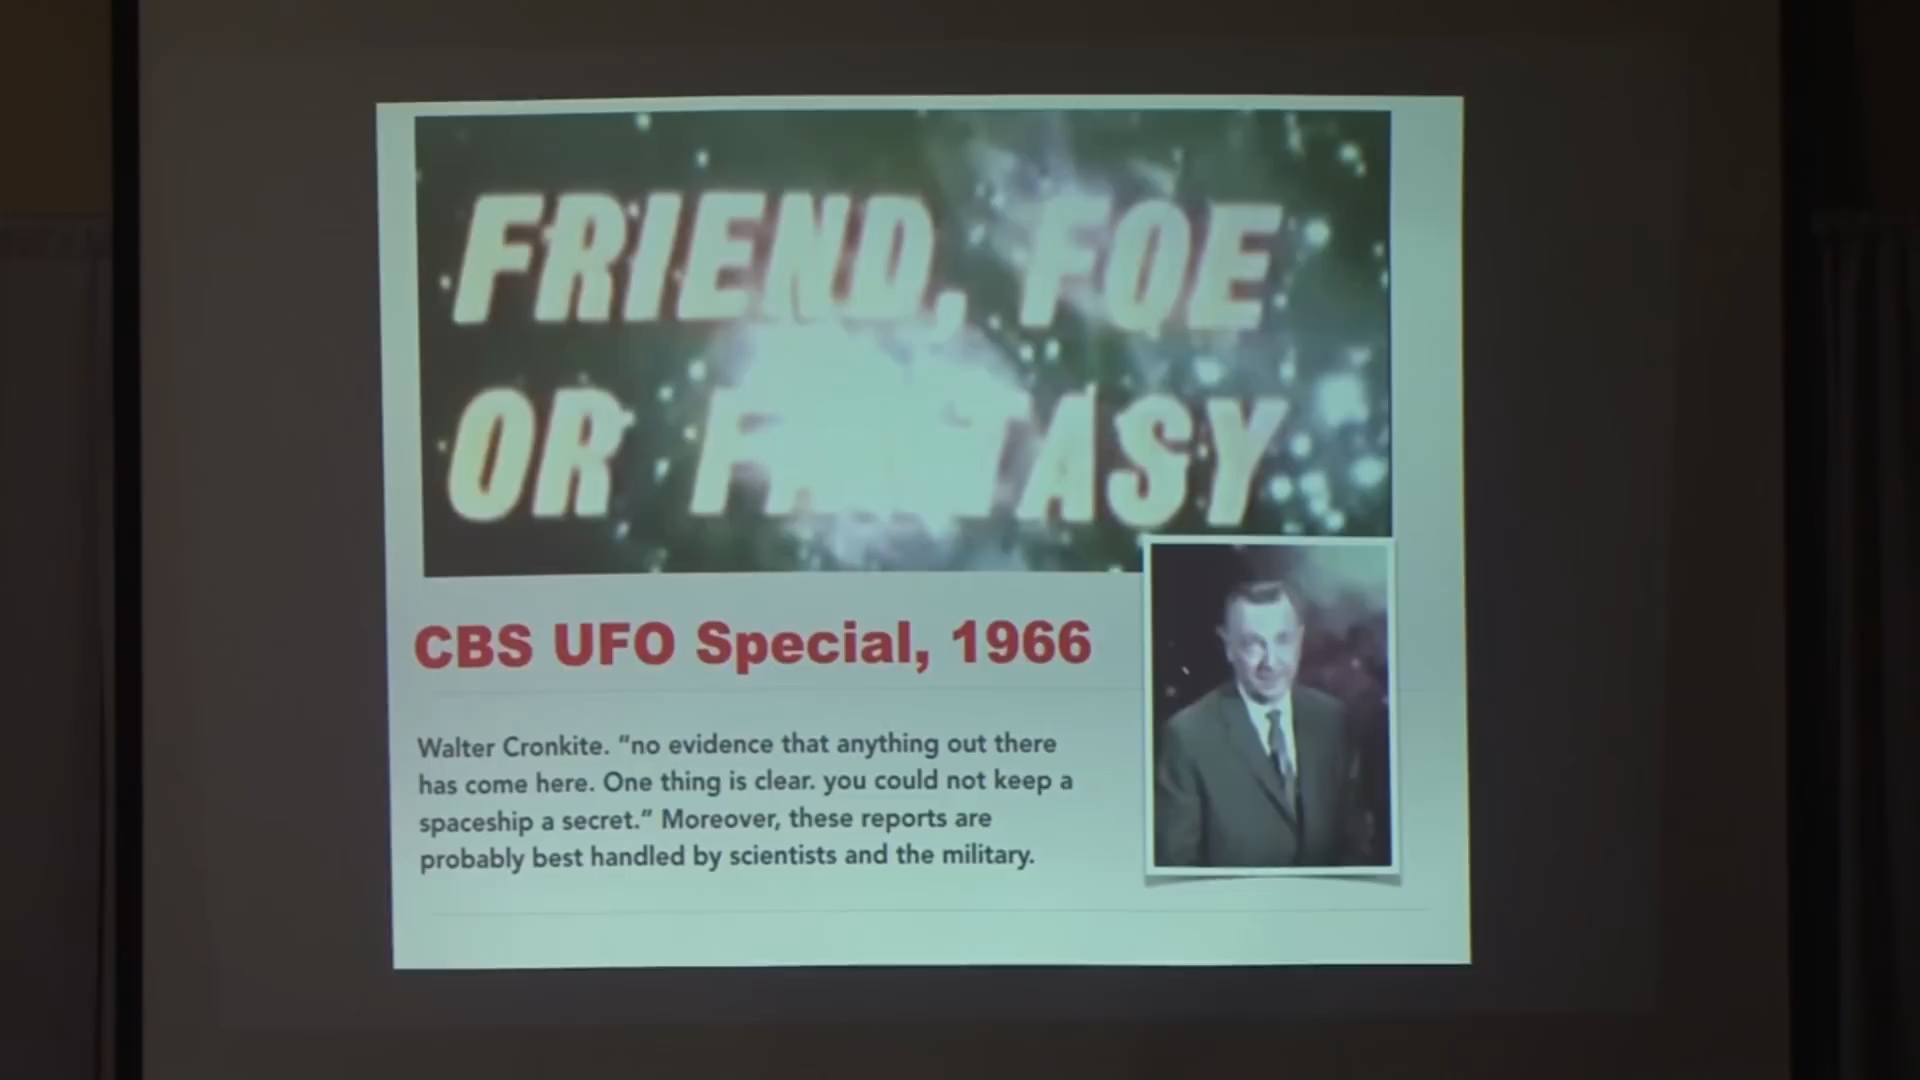 FRIEND, FOE
OR FANTASY
CBS UFO Special, 1966
Walter Cronkite. “no evidence that anything out there
has come here. One thing is clear. you could not keep a
spaceship a secret.” Moreover, these reports are
probably best handled by scientists and the military.